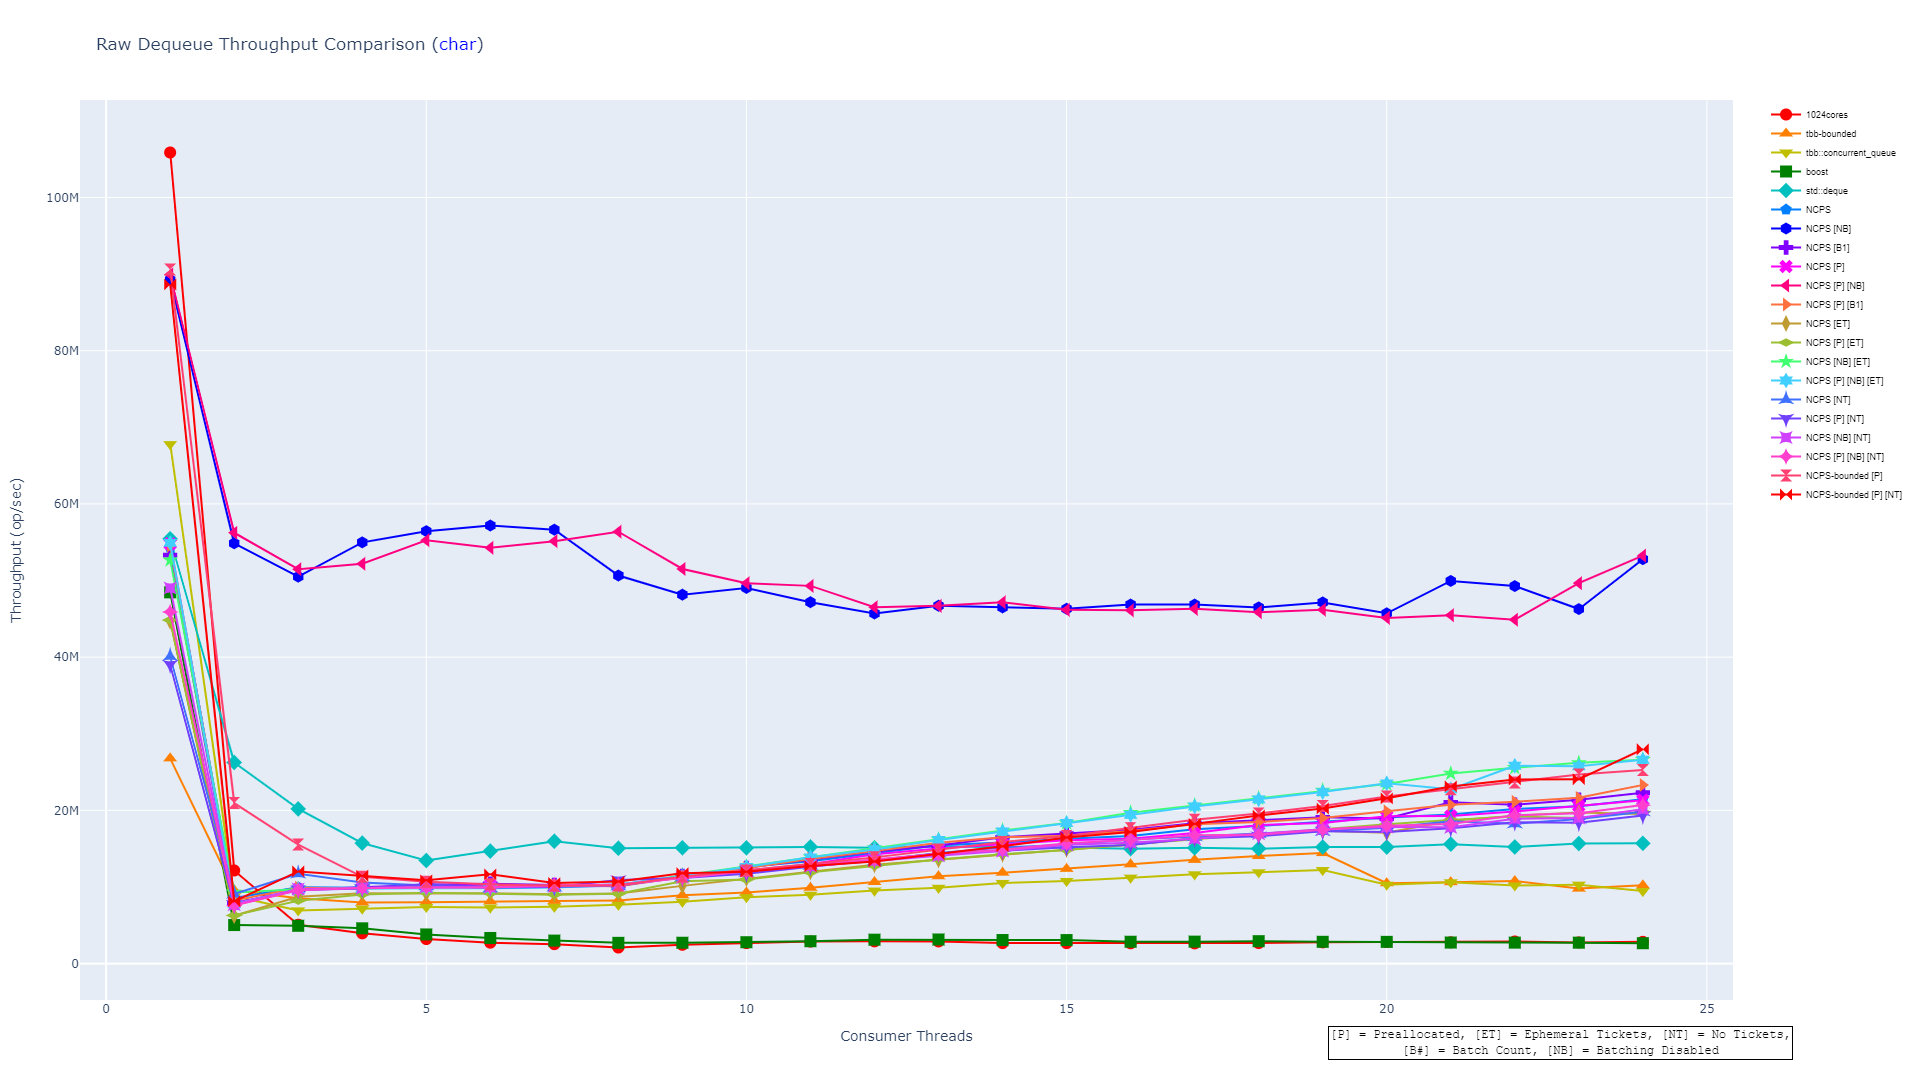 Raw Dequeue Throughput Comparison (char)
Throughput (op/sec)
100M
80M
60M
40M
20M
0
0
5
10
15
20
25
Consumer Threads
1024cores
tbb-bounded
tbb::concurrent_queue
boost
std::deque
NCPS
NCPS [NB]
NCPS [B1]
NCPS [P]
NCPS [P] [NB]
NCPS [P] [B1]
NCPS [ET]
NCPS [P] [ET]
NCPS [NB] [ET]
NCPS [P] [NB] [ET]
NCPS [NT]
NCPS [P] [NT]
NCPS [NB] [NT]
NCPS [P] [NB] [NT]
NCPS-bounded [P]
NCPS-bounded [P] [NT]
[P] = Preallocated, [ET] = Ephemeral Tickets, [NT] = No Tickets,
[B#] = Batch Count, [NB] = Batching Disabled